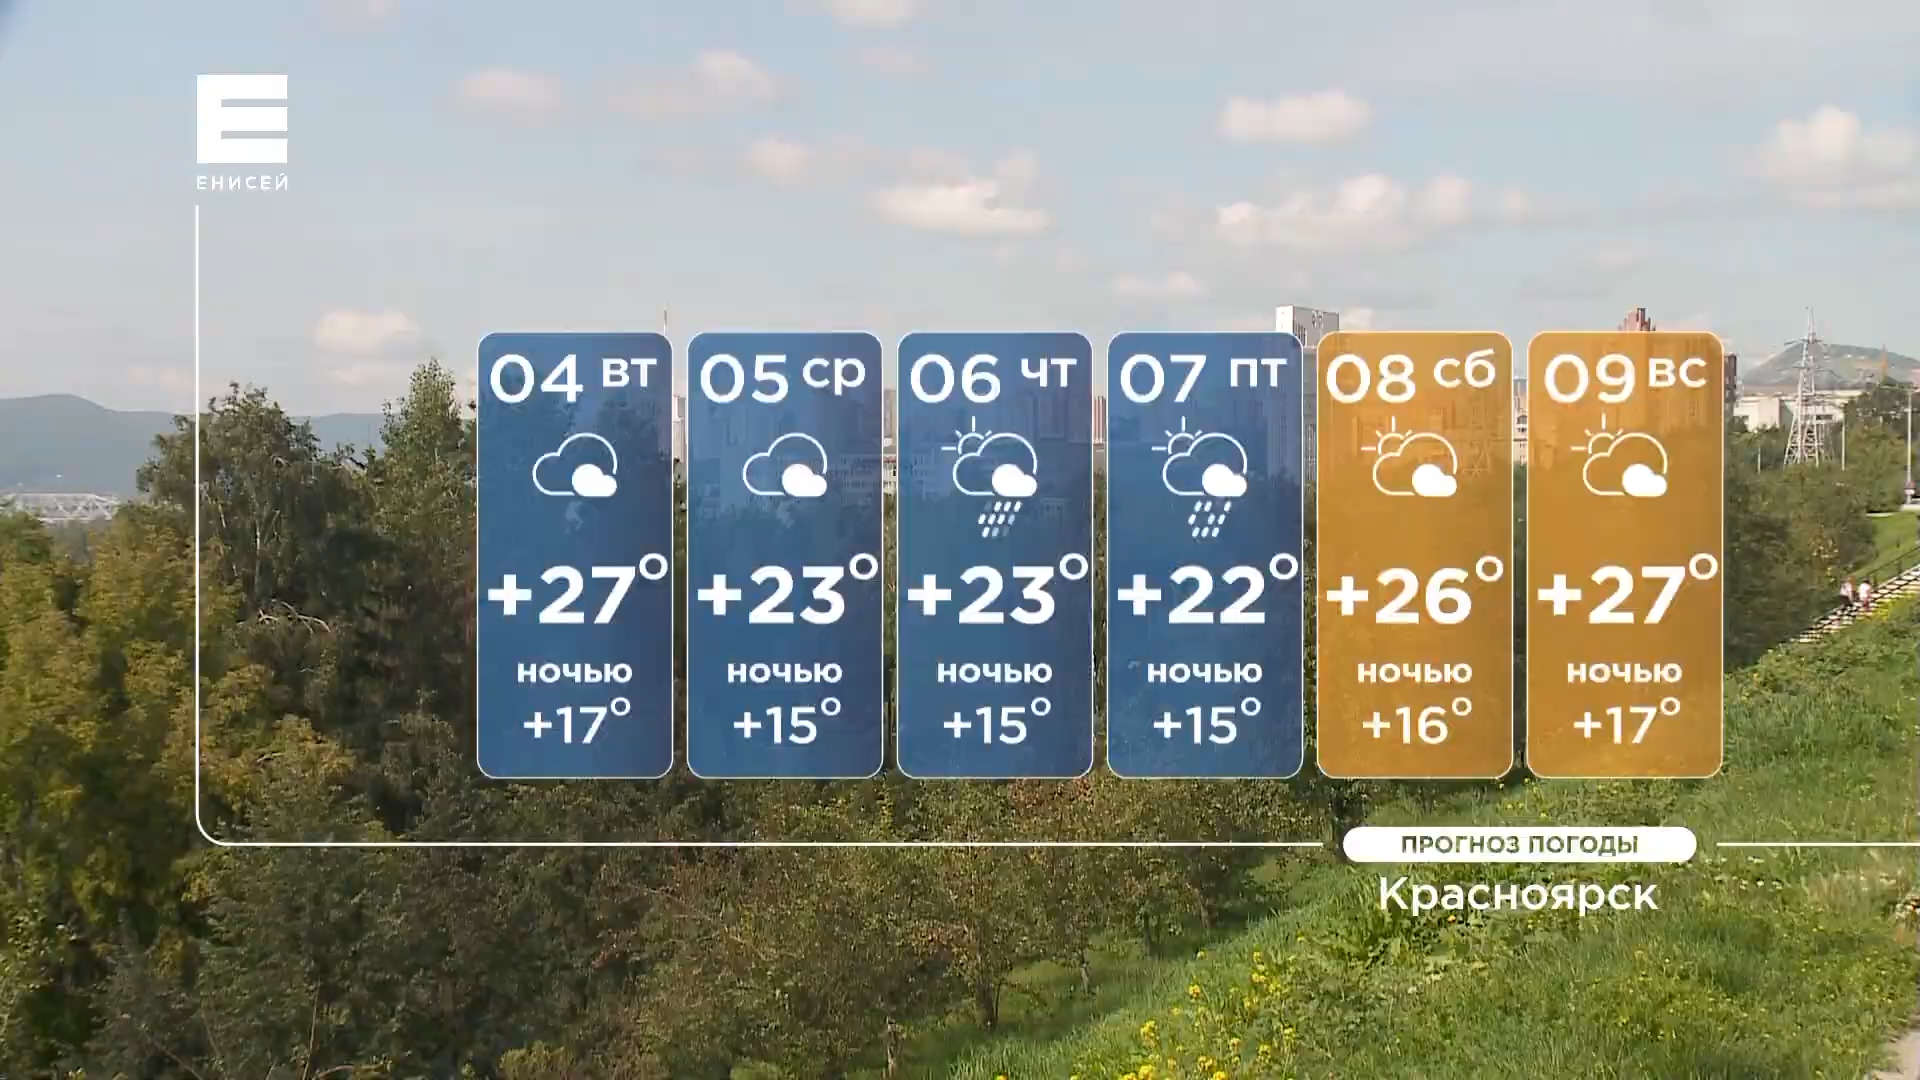 ЕНИСЕЙ
04 ВТ
+27°
ночью
+17°
05 СР
+23°
ночью
+15°
06 ЧТ
+23°
ночью
+15°
07 ПТ
+22°
ночью
+15°
08 СБ
+26°
ночью
+16°
09 ВС
+27°
ночью
+17°
ПРОГНОЗ ПОГОДЫ
Красноярск